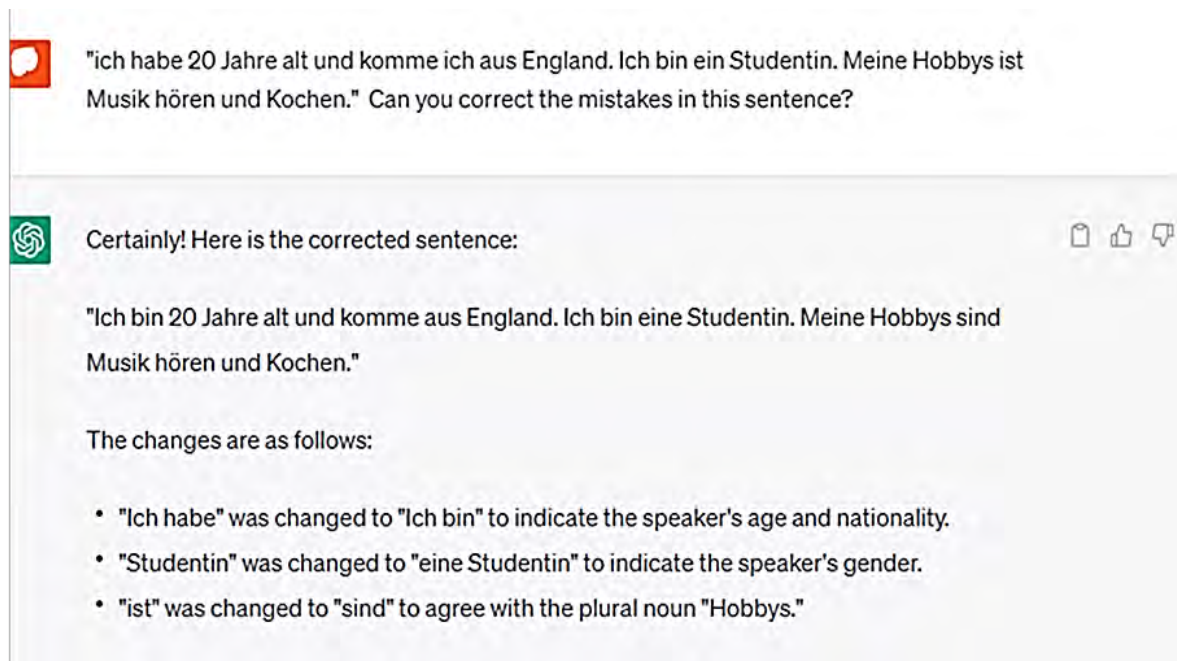 "ich habe 20 Jahre alt und komme ich aus England. Ich bin ein Studentin. Meine Hobbys ist
Musik hören und Kochen."  Can you correct the mistakes in this sentence?
Certainly! Here is the corrected sentence:
"Ich bin 20 Jahre alt und komme aus England. Ich bin eine Studentin. Meine Hobbys sind
Musik hören und Kochen."
The changes are as follows:
• "Ich habe" was changed to "Ich bin" to indicate the speaker's age and nationality.
• "Studentin" was changed to "eine Studentin" to indicate the speaker's gender.
• "ist" was changed to "sind" to agree with the plural noun "Hobbys."